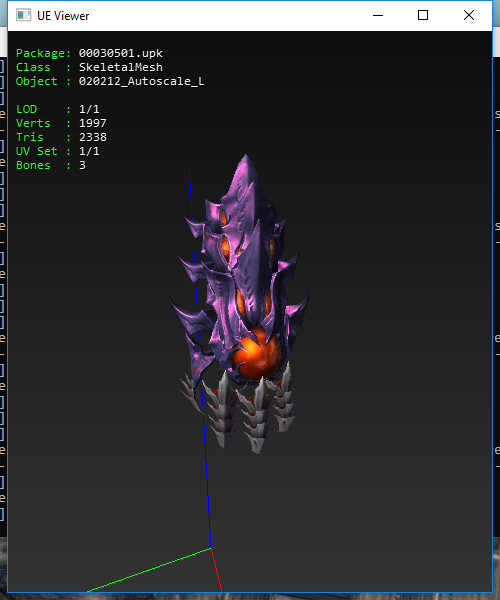 UE Viewer
Package: 00030501.upk
Class : SkeletalMesh
Object : 020212_Autoscale_L
LOD : 1/1
Verts : 1997
Tris : 2338
UV Set : 1/1
Bones : 3